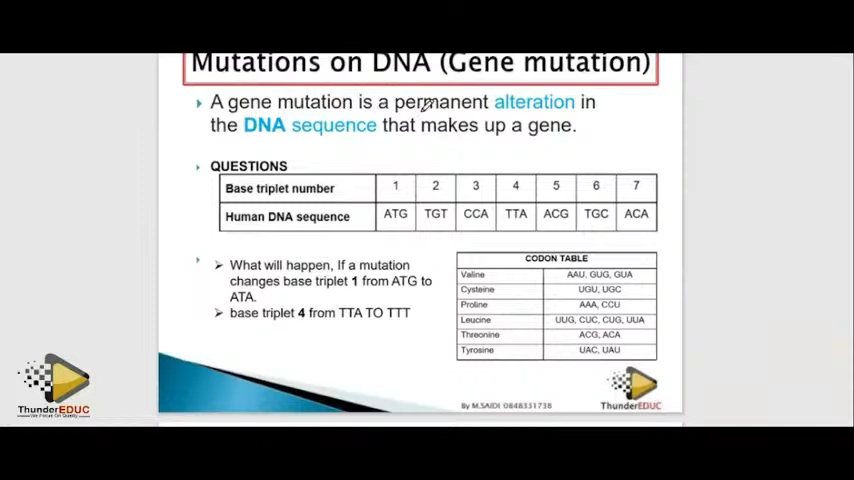 Mutations on DNA (Gene mutation)
A gene mutation is a permanent alteration in
the DNA sequence that makes up a gene.
QUESTIONS
Base triplet number 1 2 3 4 5 6 7
Human DNA sequence ATG TGT CCA TTA ACG TGC ACA
What will happen, If a mutation
changes base triplet 1 from ATG to
ATA.
base triplet 4 from TTA TO TTT
CODON TABLE
Valine AAU, GUG, GUA
Cysteine UGU, UGC
Proline AAA, CCU
Leucine UUG, CUC, CUG, UUA
Threonine ACG, ACA
Tyrosine UAC, UAU
ThunderEDUC
We Focus On Quality
By M.SAIDI 0848331738
ThunderEDUC